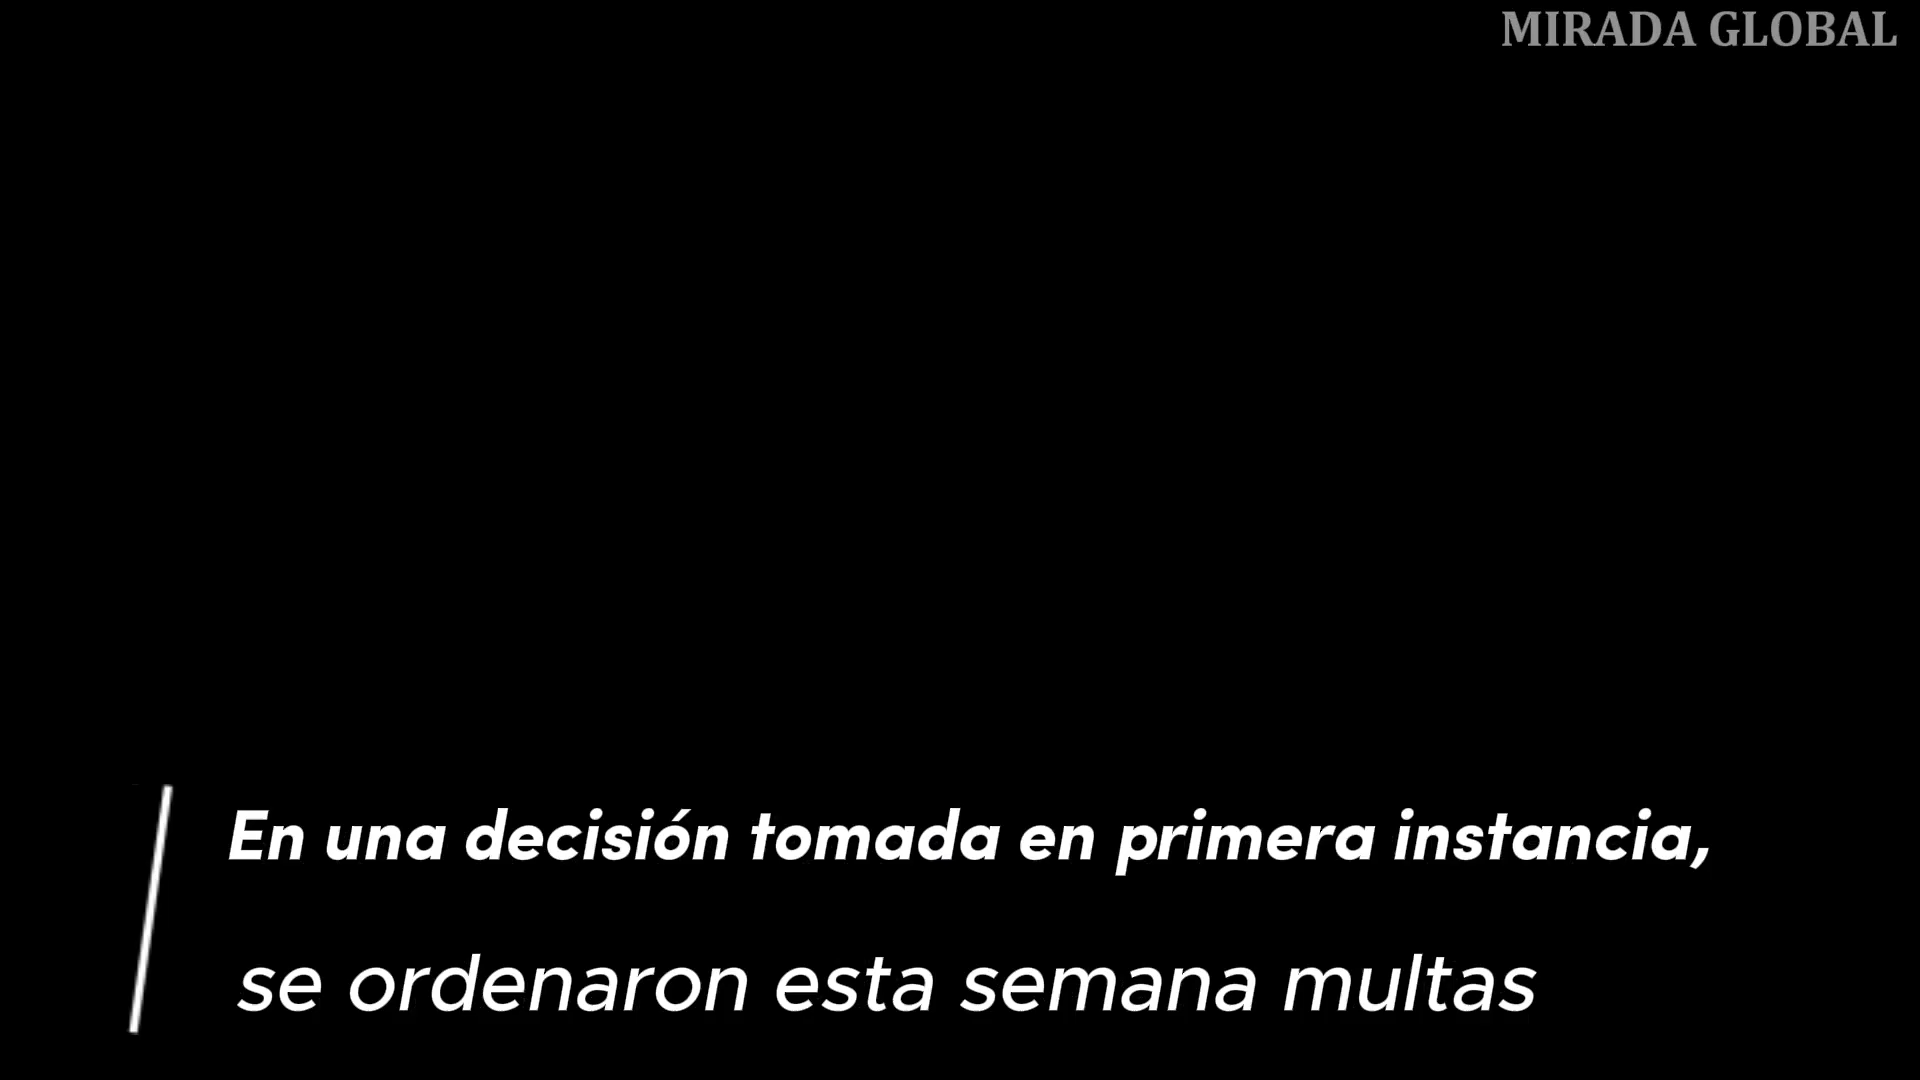 MIRADA GLOBAL
En una decisión tomada en primera instancia,
se ordenaron esta semana multas